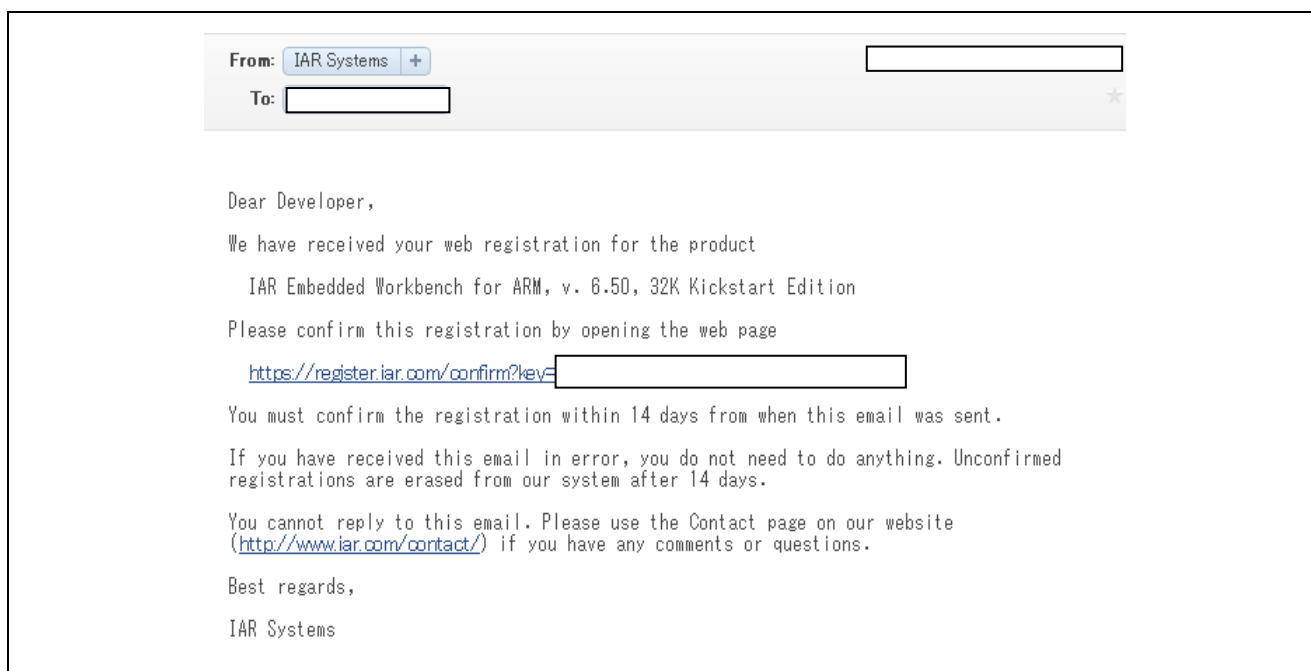 From: IAR Systems +
To:
Dear Developer,
We have received your web registration for the product
IAR Embedded Workbench for ARM, v. 6.50, 32K Kickstart Edition
Please confirm this registration by opening the web page
https://register.iar.com/confirm?key=
You must confirm the registration within 14 days from when this email was sent.
If you have received this email in error, you do not need to do anything. Unconfirmed
registrations are erased from our system after 14 days.
You cannot reply to this email. Please use the Contact page on our website
(http://www.iar.com/contact/) if you have any comments or questions.
Best regards,
IAR Systems